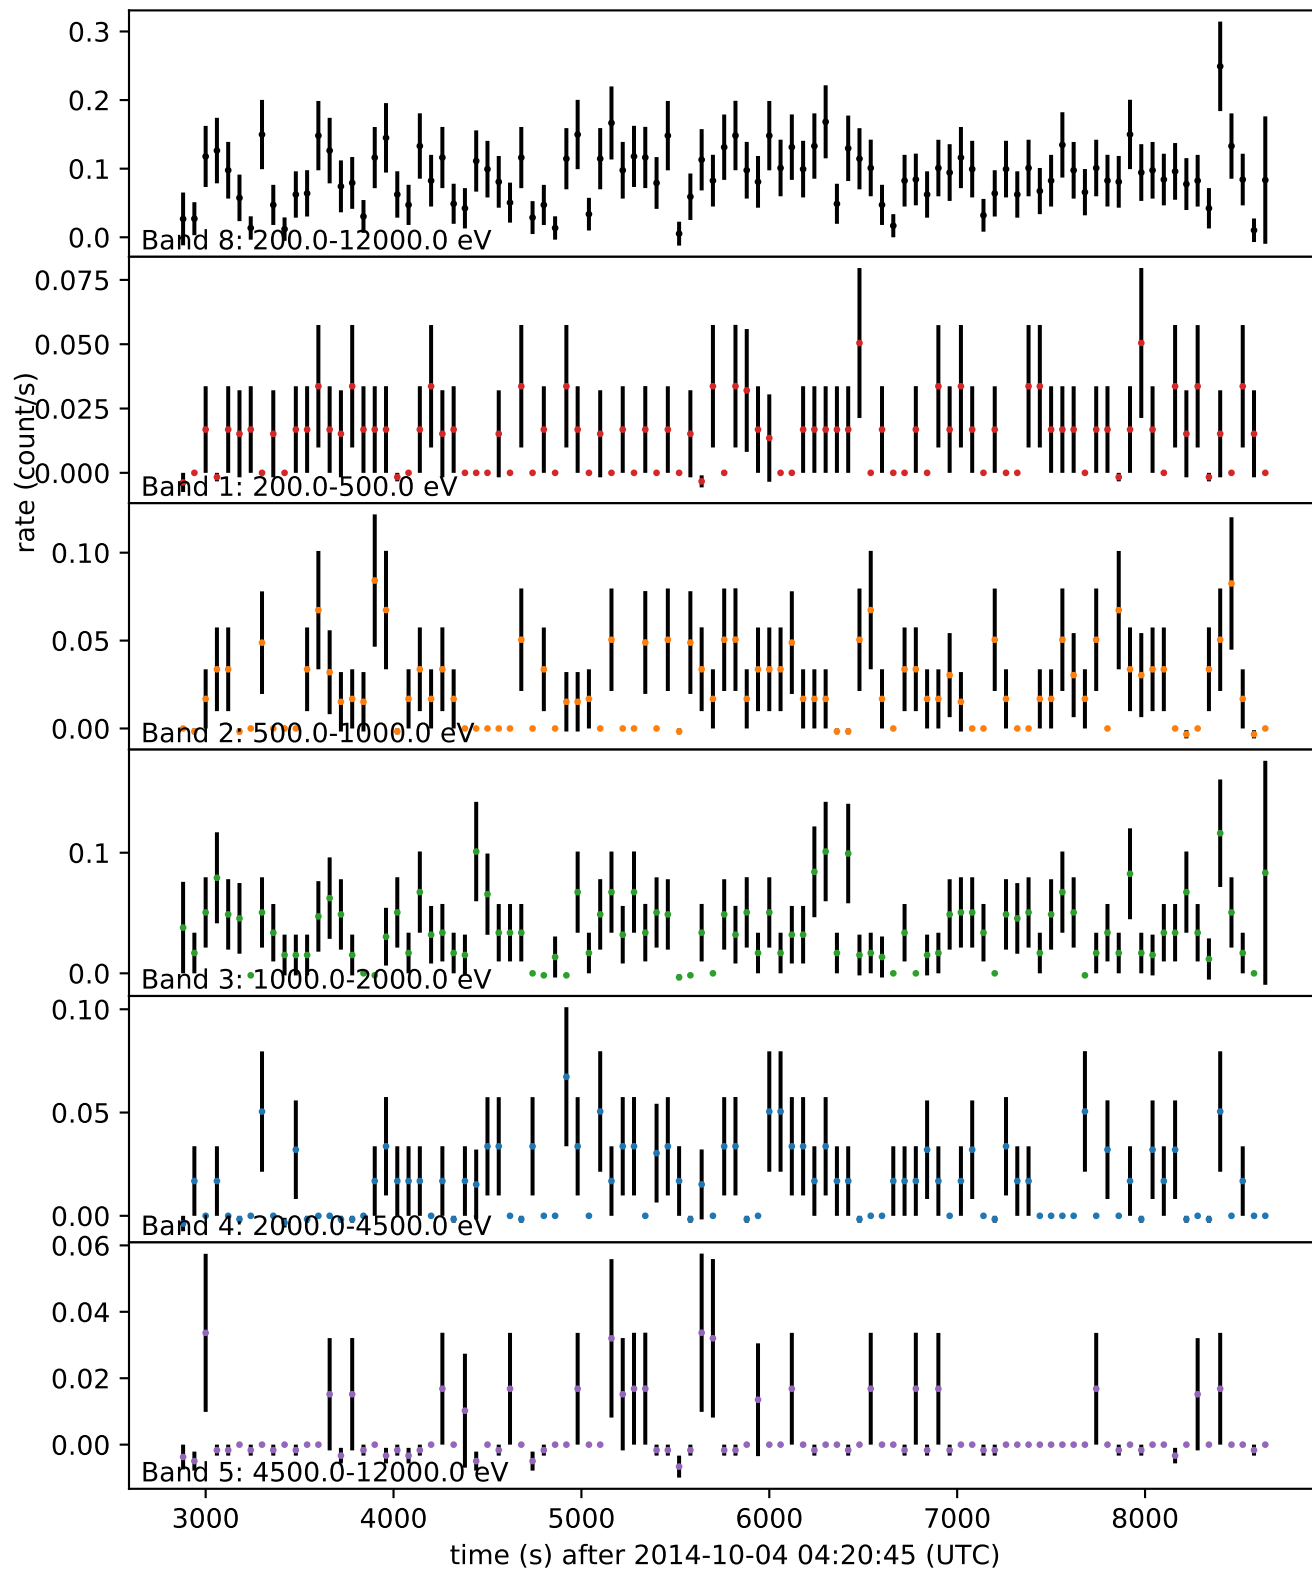 0.3
0.2
0.1
0.0
Band 8: 200.0-12000.0 eV
0.075
0.050
0.025
0.000
Band 1: 200.0-500.0 eV
rate (count/s)
0.10
0.05
0.00
Band 2: 500.0-1000.0 eV
0.1
0.0
Band 3: 1000.0-2000.0 eV
0.10
0.05
0.00
Band 4: 2000.0-4500.0 eV
0.06
0.04
0.02
0.00
Band 5: 4500.0-12000.0 eV
3000 4000 5000 6000 7000 8000
time (s) after 2014-10-04 04:20:45 (UTC)